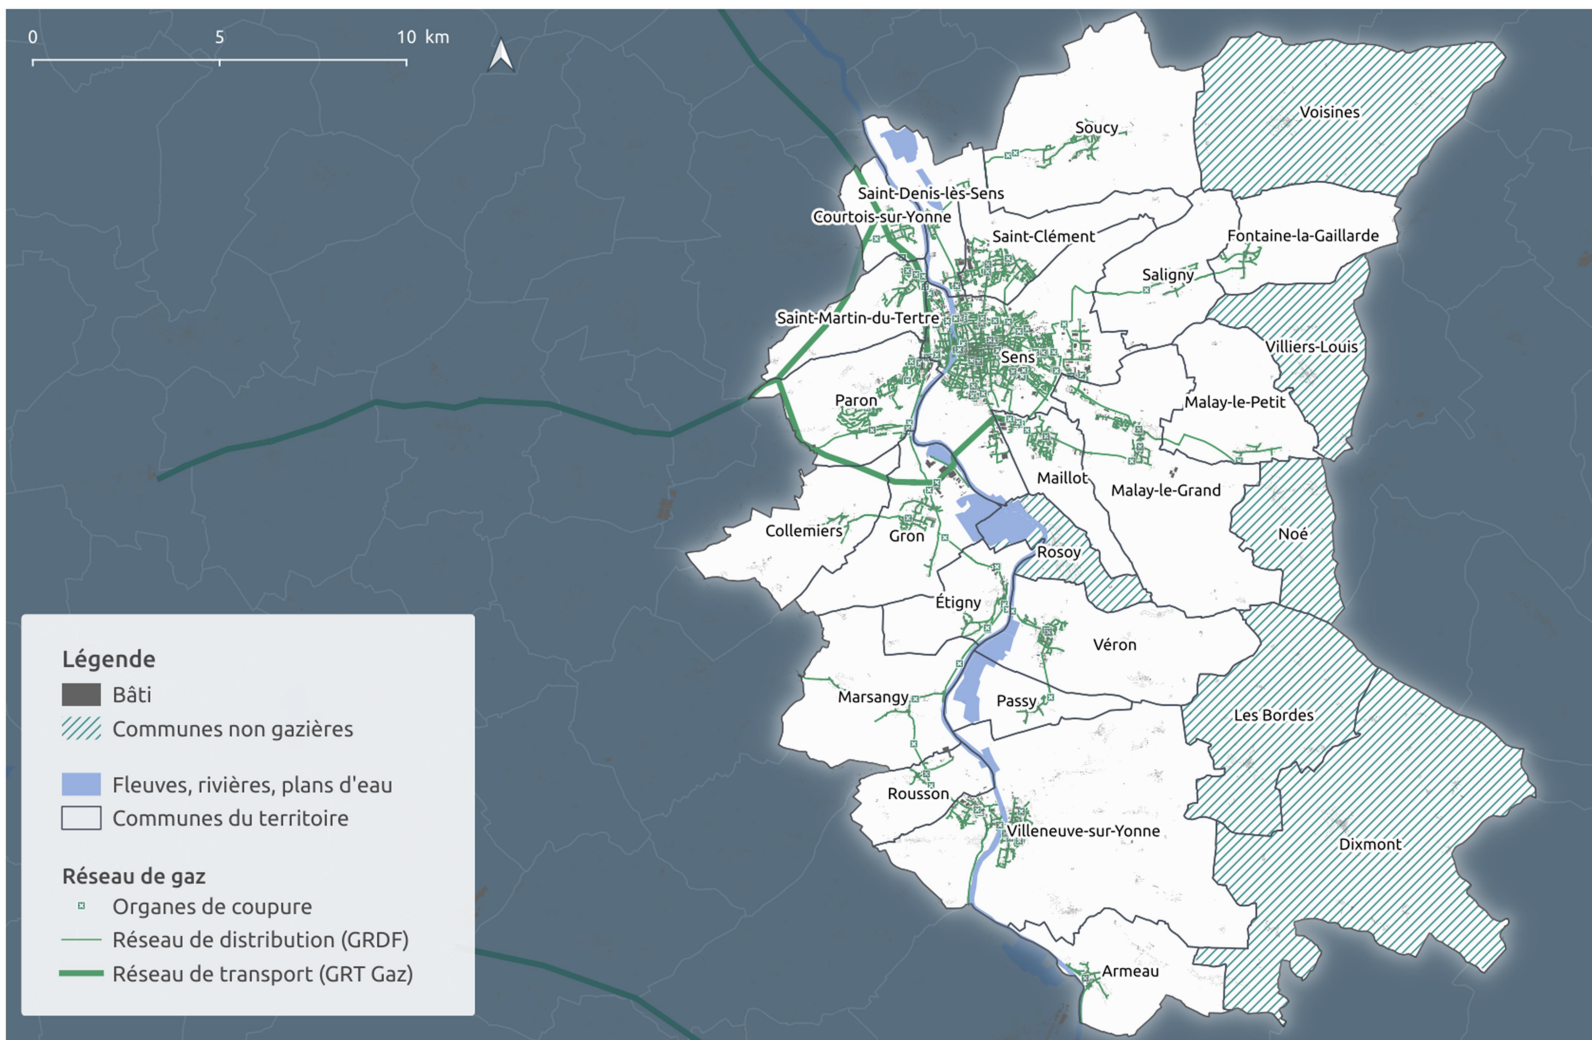 0 5 10 km
Voisines
Soucy
Saint-Denis-lès-Sens
Courtois-sur-Yonne
Saint-Clément
Fontaine-la-Gaillarde
Saligny
Saint-Martin-du-Tertre
Villiers-Louis
Sens
Paron
Malay-le-Petit
Maillot
Malay-le-Grand
Collemiers
Gron
Noé
Rosoy
Étigny
Véron
Marsangy
Passy
Les Bordes
Rousson
Villeneuve-sur-Yonne
Dixmont
Armeau
Légende
Bâti
Communes non gazières
Fleuves, rivières, plans d'eau
Communes du territoire
Réseau de gaz
Organes de coupure
Réseau de distribution (GRDF)
Réseau de transport (GRT Gaz)